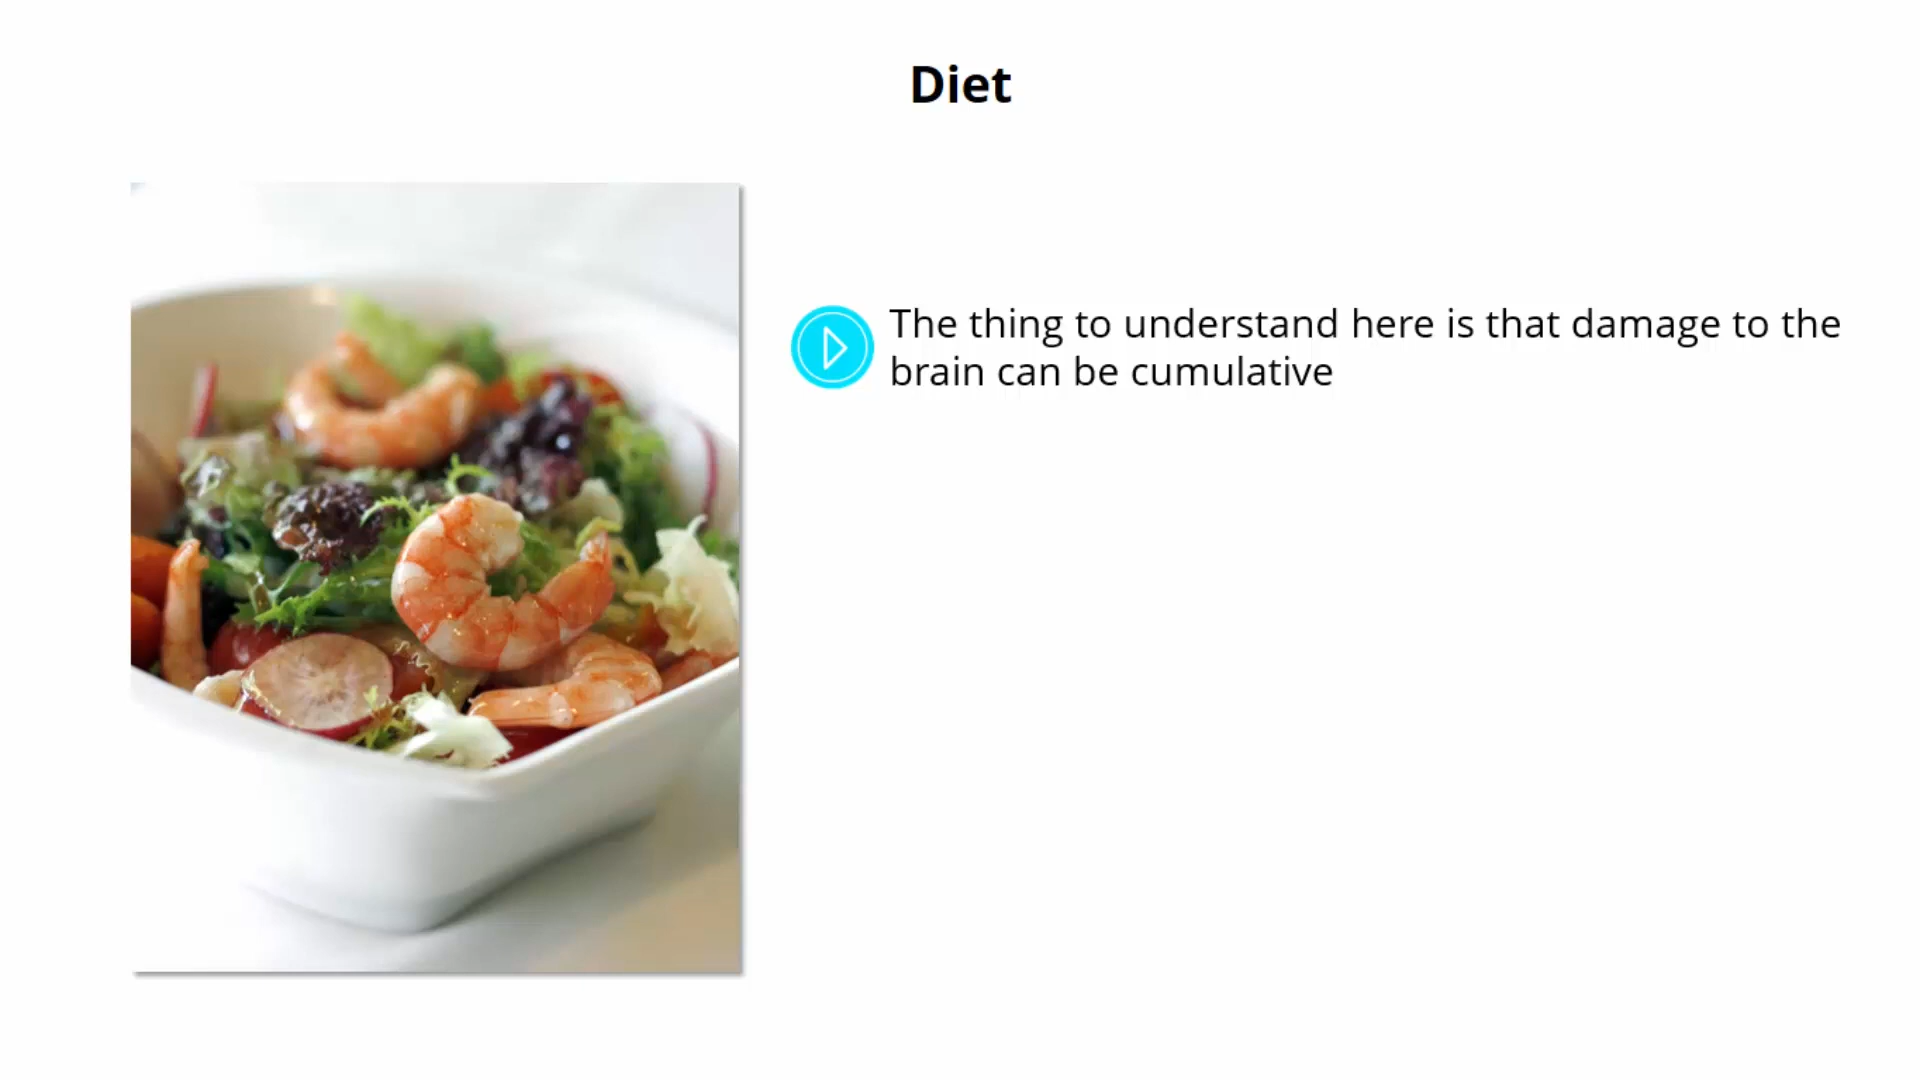 Diet
The thing to understand here is that damage to the
brain can be cumulative